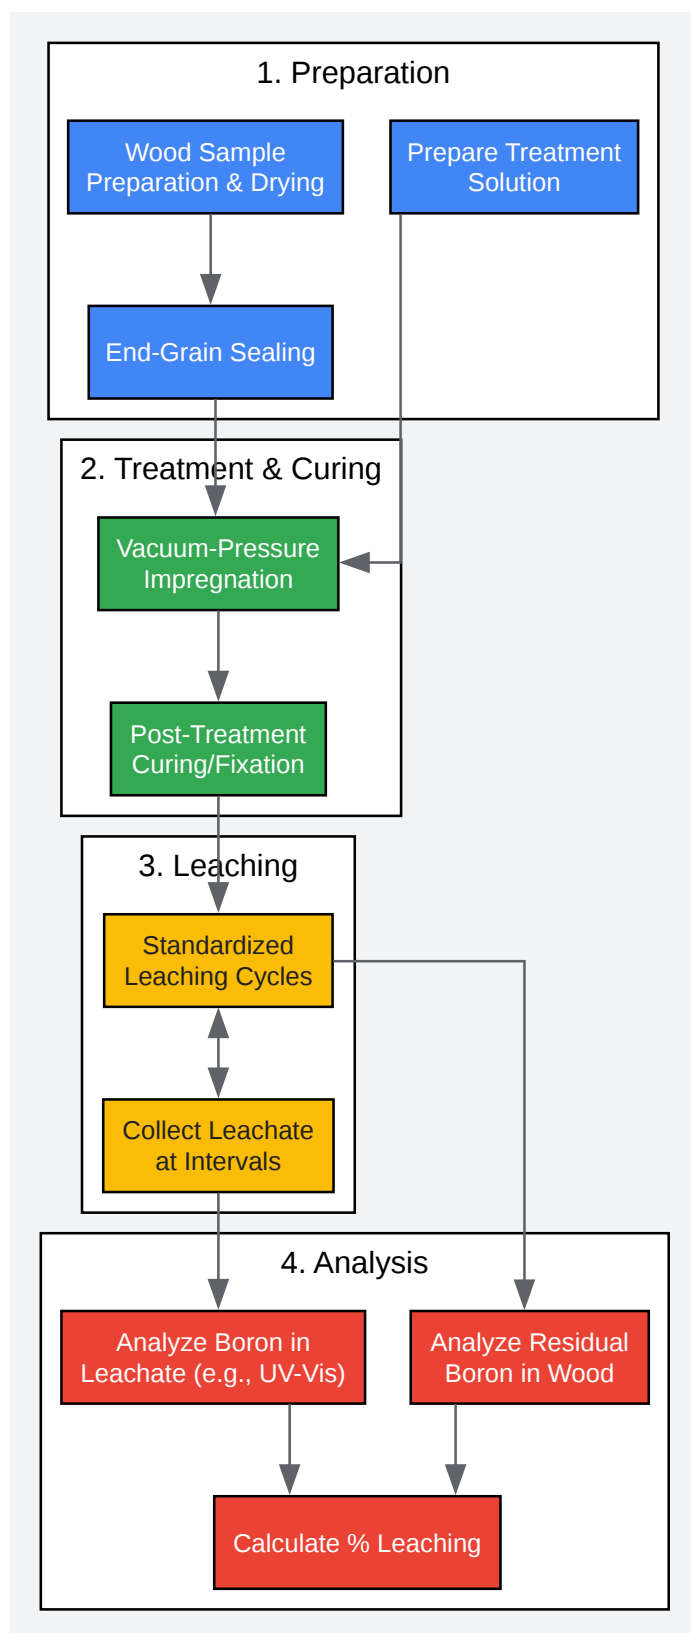 1. Preparation
Wood Sample
Preparation & Drying
Prepare Treatment
Solution
End-Grain Sealing
2. Treatment & Curing
Vacuum-Pressure
Impregnation
Post-Treatment
Curing/Fixation
3. Leaching
Standardized
Leaching Cycles
Collect Leachate
at Intervals
4. Analysis
Analyze Boron in
Leachate (e.g., UV-Vis)
Analyze Residual
Boron in Wood
Calculate % Leaching